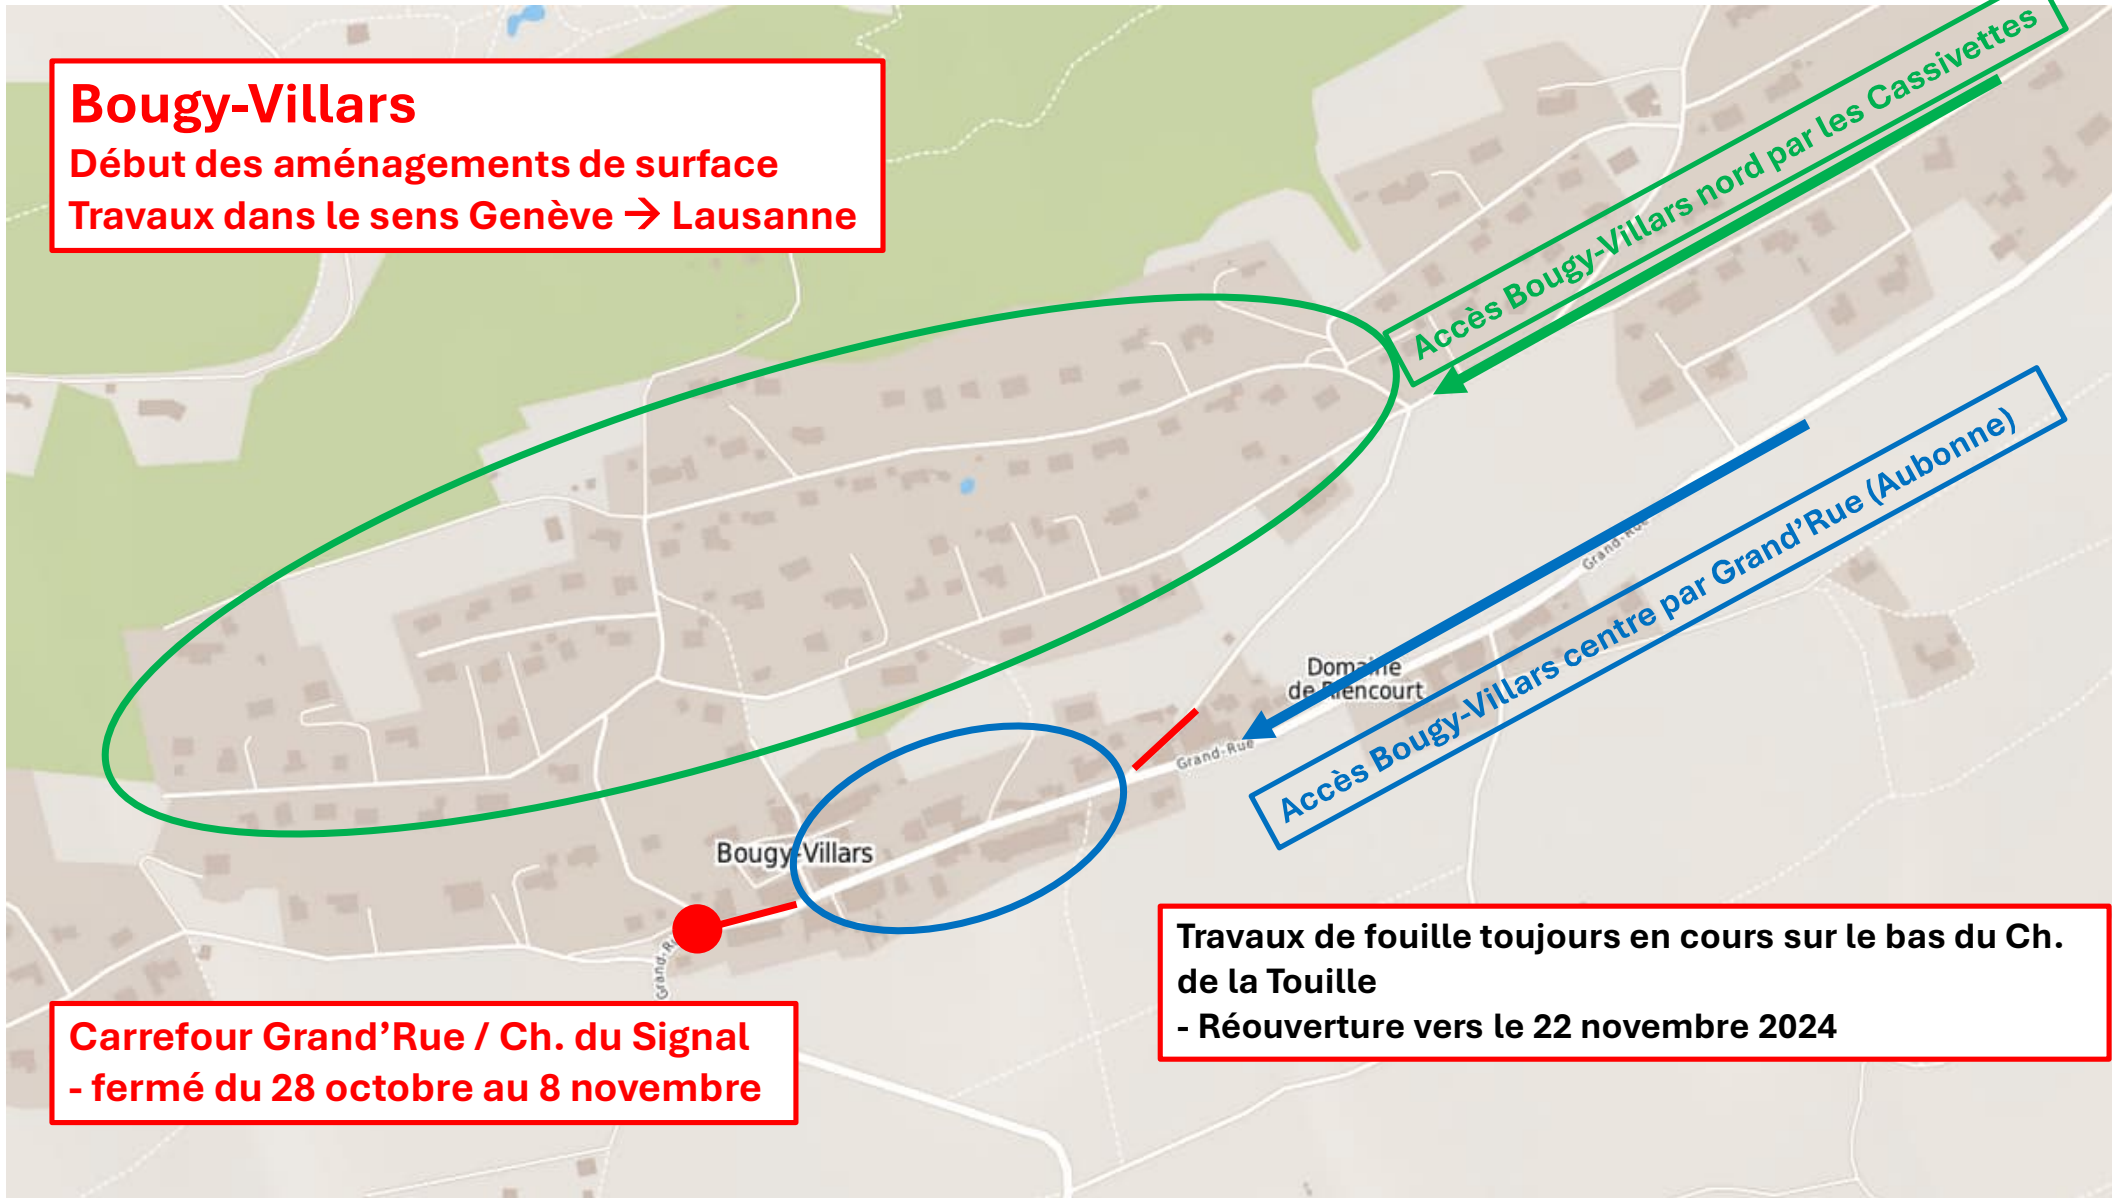 Bougy-Villars
Début des aménagements de surface
Travaux dans le sens Genève → Lausanne
Accès Bougy-Villars nord par les Cassivettes
Accès Bougy-Villars centre par Grand'Rue (Aubonne)
Grand-Rue
Domaine
de Riencourt
Grand-Rue
Bougy-Villars
Travaux de fouille toujours en cours sur le bas du Ch.
de la Touille
- Réouverture vers le 22 novembre 2024
Carrefour Grand'Rue / Ch. du Signal
- fermé du 28 octobre au 8 novembre